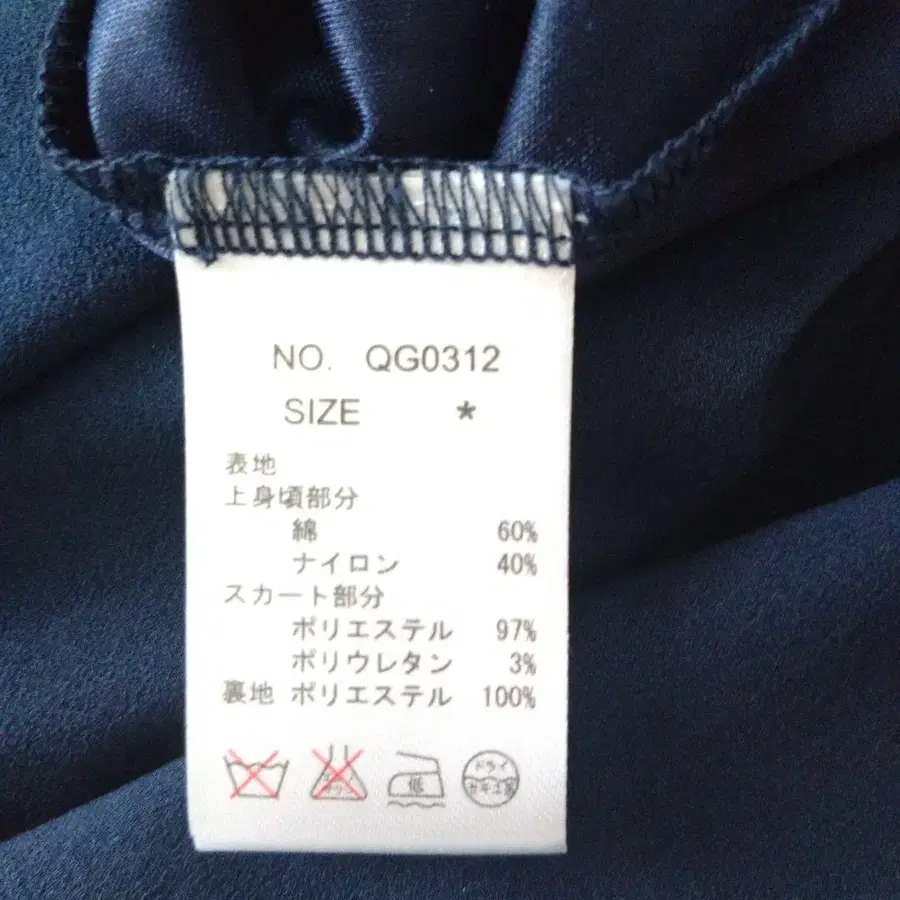 NO. QG0312
SIZE *
表地
上身頃部分
綿 60%
ナイロン 40%
スカート部分
ポリエステル 97%
ポリウレタン 3%
裏地 ポリエステル 100%
低 ドライ
セキユ系